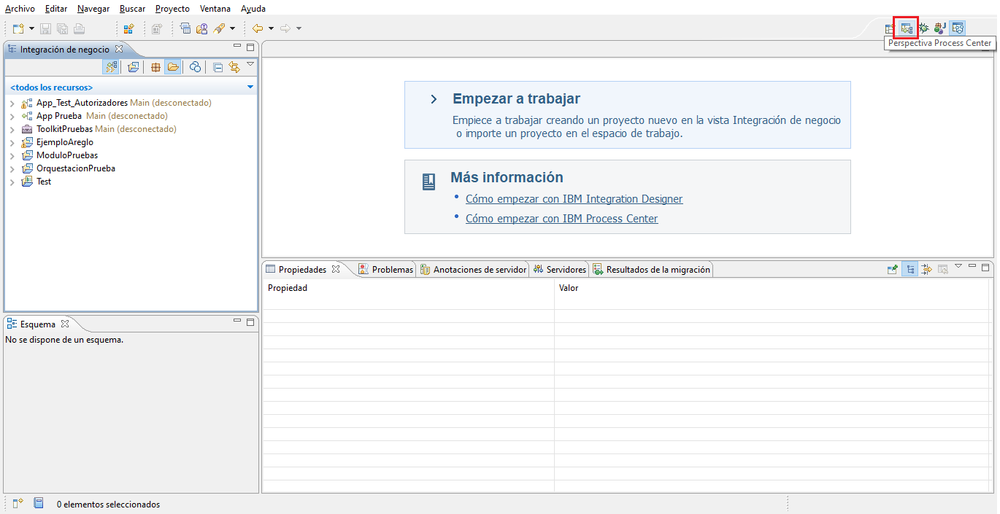 Archivo Editar Navegar Buscar Proyecto Ventana Ayuda
Perspectiva Process Center
Integración de negocio
<todos los recursos>
App_Test_Autorizadores Main (desconectado)
App Prueba Main (desconectado)
ToolkitPruebas Main (desconectado)
EjemploAreglo
ModuloPruebas
OrquestacionPrueba
Test
Empezar a trabajar
Empiece a trabajar creando un proyecto nuevo en la vista Integración de negocio
o importe un proyecto en el espacio de trabajo.
Más información
• Cómo empezar con IBM Integration Designer
• Cómo empezar con IBM Process Center
Propiedades Problemas Anotaciones de servidor Servidores Resultados de la migración
Propiedad Valor
Esquema
No se dispone de un esquema.
0 elementos seleccionados